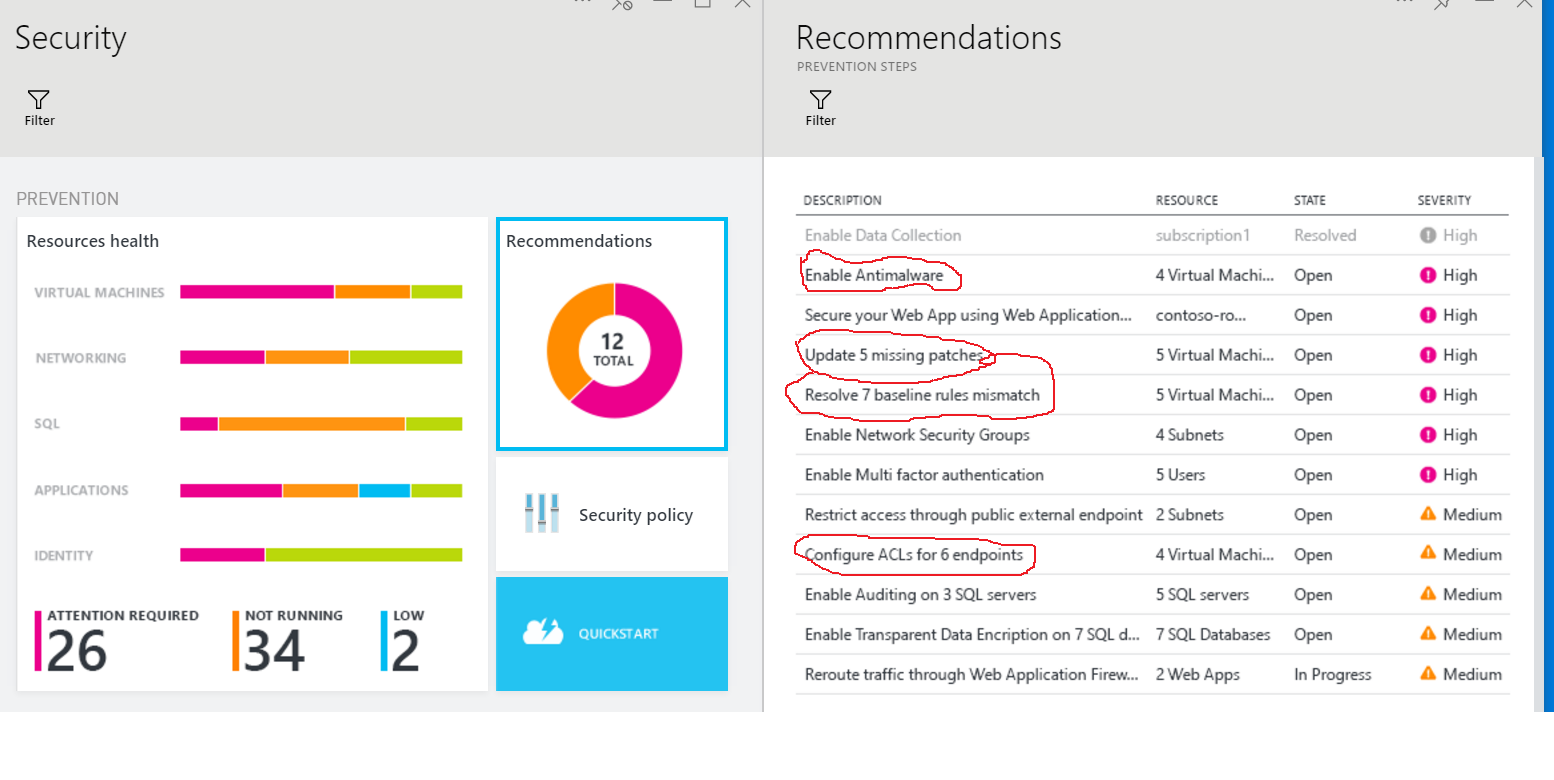 Security
Filter
PREVENTION
Resources health
VIRTUAL MACHINES
NETWORKING
SQL
APPLICATIONS
IDENTITY
ATTENTION REQUIRED
26
NOT RUNNING
34
LOW
2
Recommendations
12
TOTAL
Security policy
QUICKSTART
Recommendations
PREVENTION STEPS
Filter
DESCRIPTION RESOURCE STATE SEVERITY
Enable Data Collection subscription1 Resolved High
Enable Antimalware 4 Virtual Machi... Open High
Secure your Web App using Web Application... contoso-ro... Open High
Update 5 missing patches 5 Virtual Machi... Open High
Resolve 7 baseline rules mismatch 5 Virtual Machi... Open High
Enable Network Security Groups 4 Subnets Open High
Enable Multi factor authentication 5 Users Open High
Restrict access through public external endpoint 2 Subnets Open Medium
Configure ACLs for 6 endpoints 4 Virtual Machi... Open Medium
Enable Auditing on 3 SQL servers 5 SQL servers Open Medium
Enable Transparent Data Encription on 7 SQL d... 7 SQL Databases Open Medium
Reroute traffic through Web Application Firew... 2 Web Apps In Progress Medium